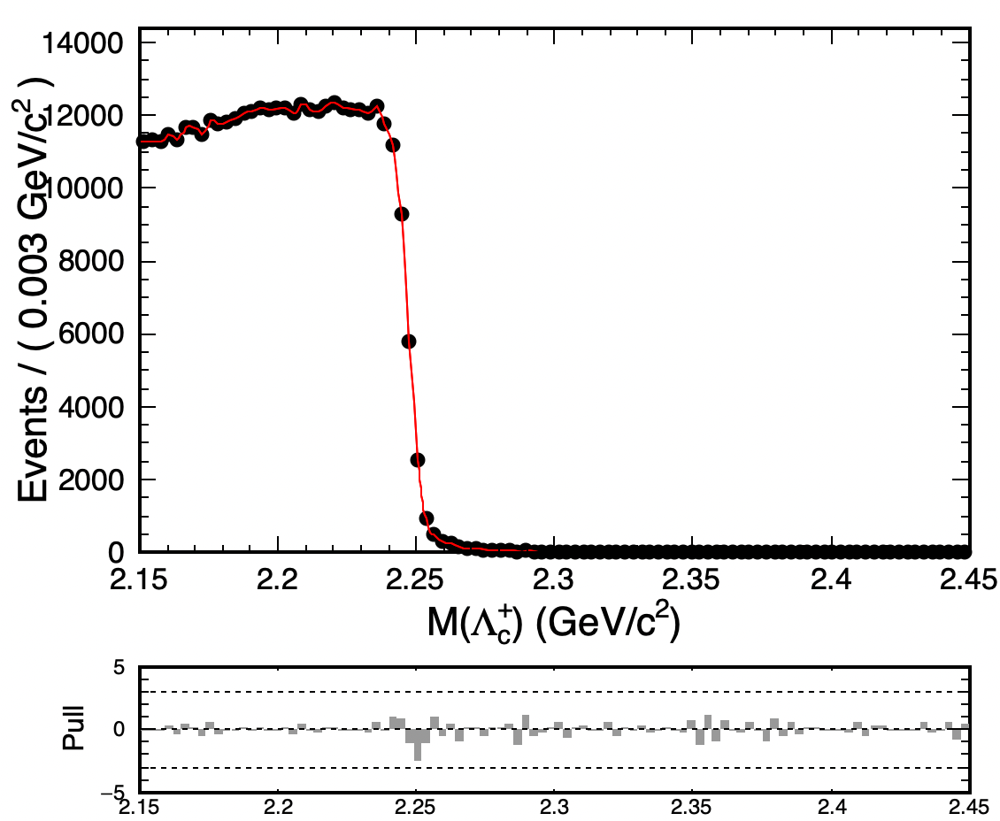 Events / ( 0.003 GeV/c² )
14000
12000
10000
8000
6000
4000
2000
0
2.15 2.2 2.25 2.3 2.35 2.4 2.45
M(Λc⁺) (GeV/c²)
Pull
5
0
−5
2.15 2.2 2.25 2.3 2.35 2.4 2.45